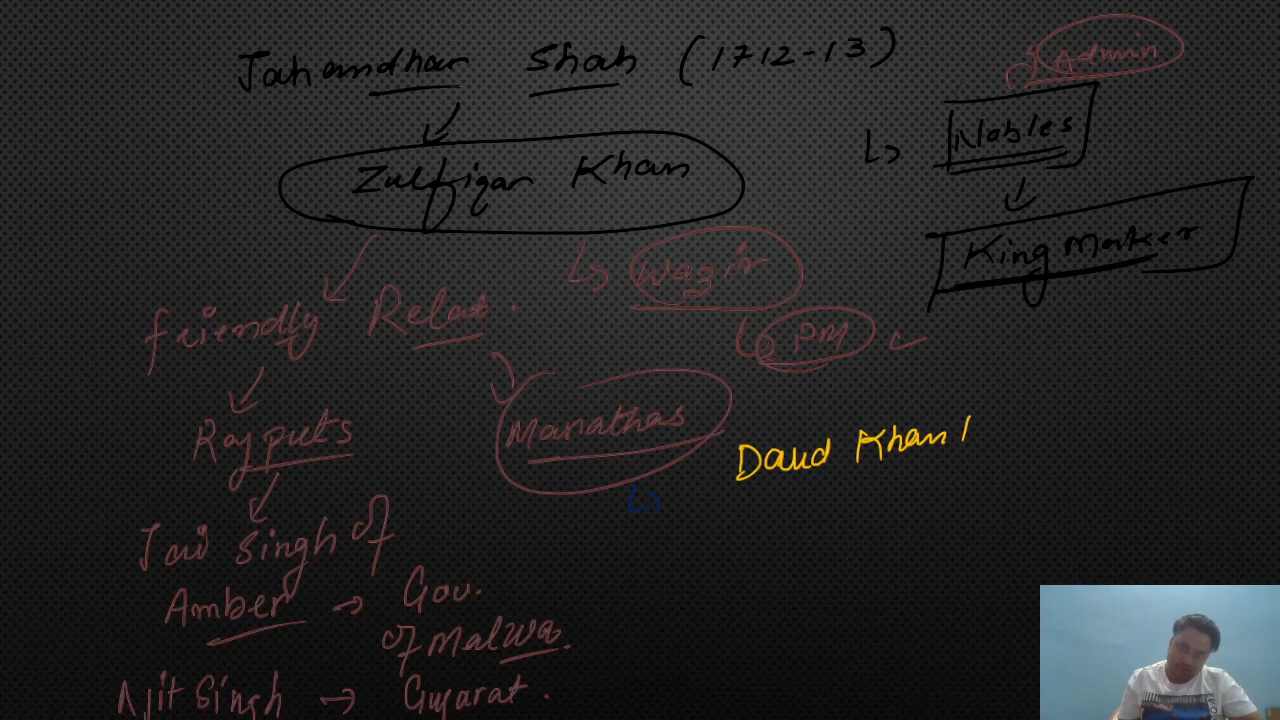 Jahandhar Shah (1712-13)
Admin
Nobles
Zulfiqar Khan
King Marker
Wazir
friendly Relat.
PM
Rajputs
Marathas
Daud Khan
Jai Singh of
Amber → Gov.
of Malwa.
Ajit Singh → Gujarat.